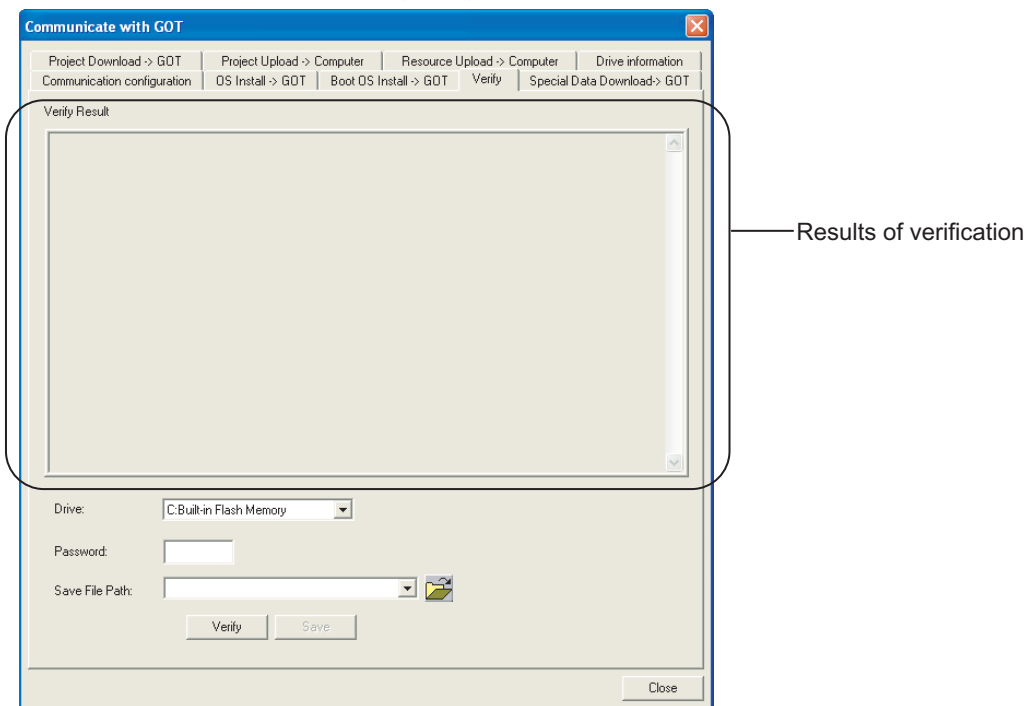 Communicate with GOT
Project Download -> GOT Project Upload -> Computer Resource Upload -> Computer Drive information
Communication configuration OS Install -> GOT Boot OS Install -> GOT Verify Special Data Download-> GOT
Verify Result
Results of verification
Drive: C:Built-in Flash Memory
Password:
Save File Path:
Verify Save
Close